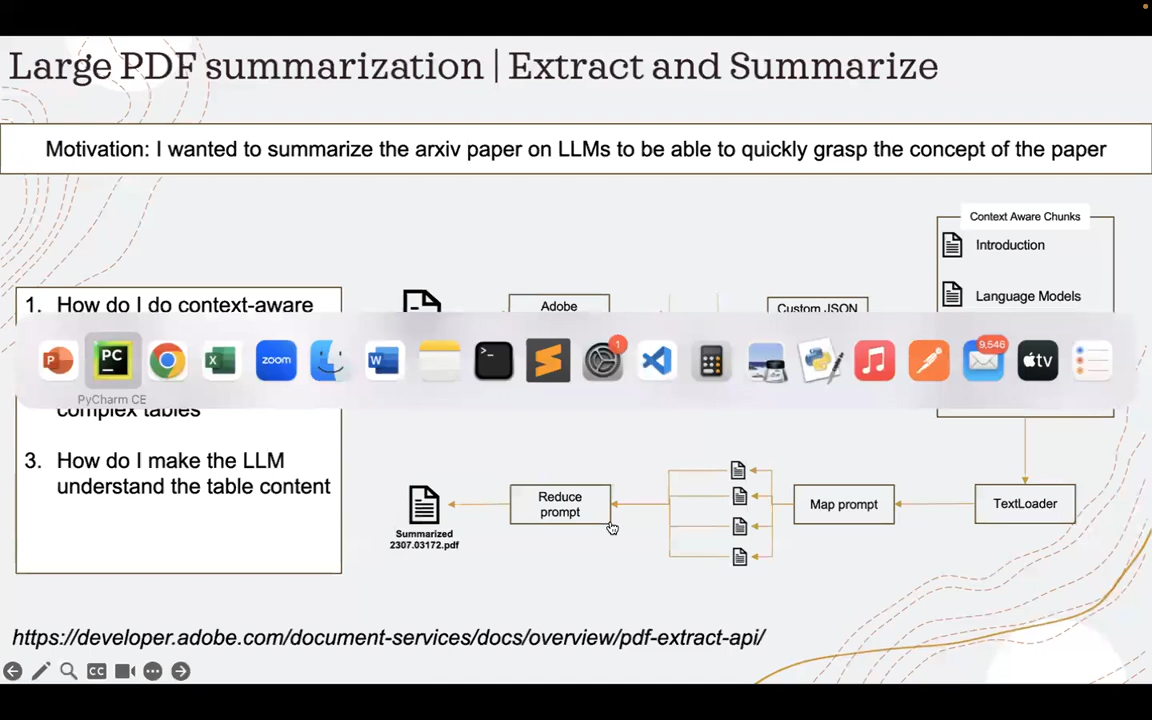 Large PDF summarization | Extract and Summarize
Motivation: I wanted to summarize the arxiv paper on LLMs to be able to quickly grasp the concept of the paper
Context Aware Chunks
Introduction
Language Models
1. How do I do context-aware
Adobe
Custom JSON
P
PC
X
zoom
W
>_
1
9,546
tv
PyCharm CE
complex tables
3. How do I make the LLM
understand the table content
Reduce
prompt
Map prompt
TextLoader
Summarized
2307.03172.pdf
https://developer.adobe.com/document-services/docs/overview/pdf-extract-api/
CC